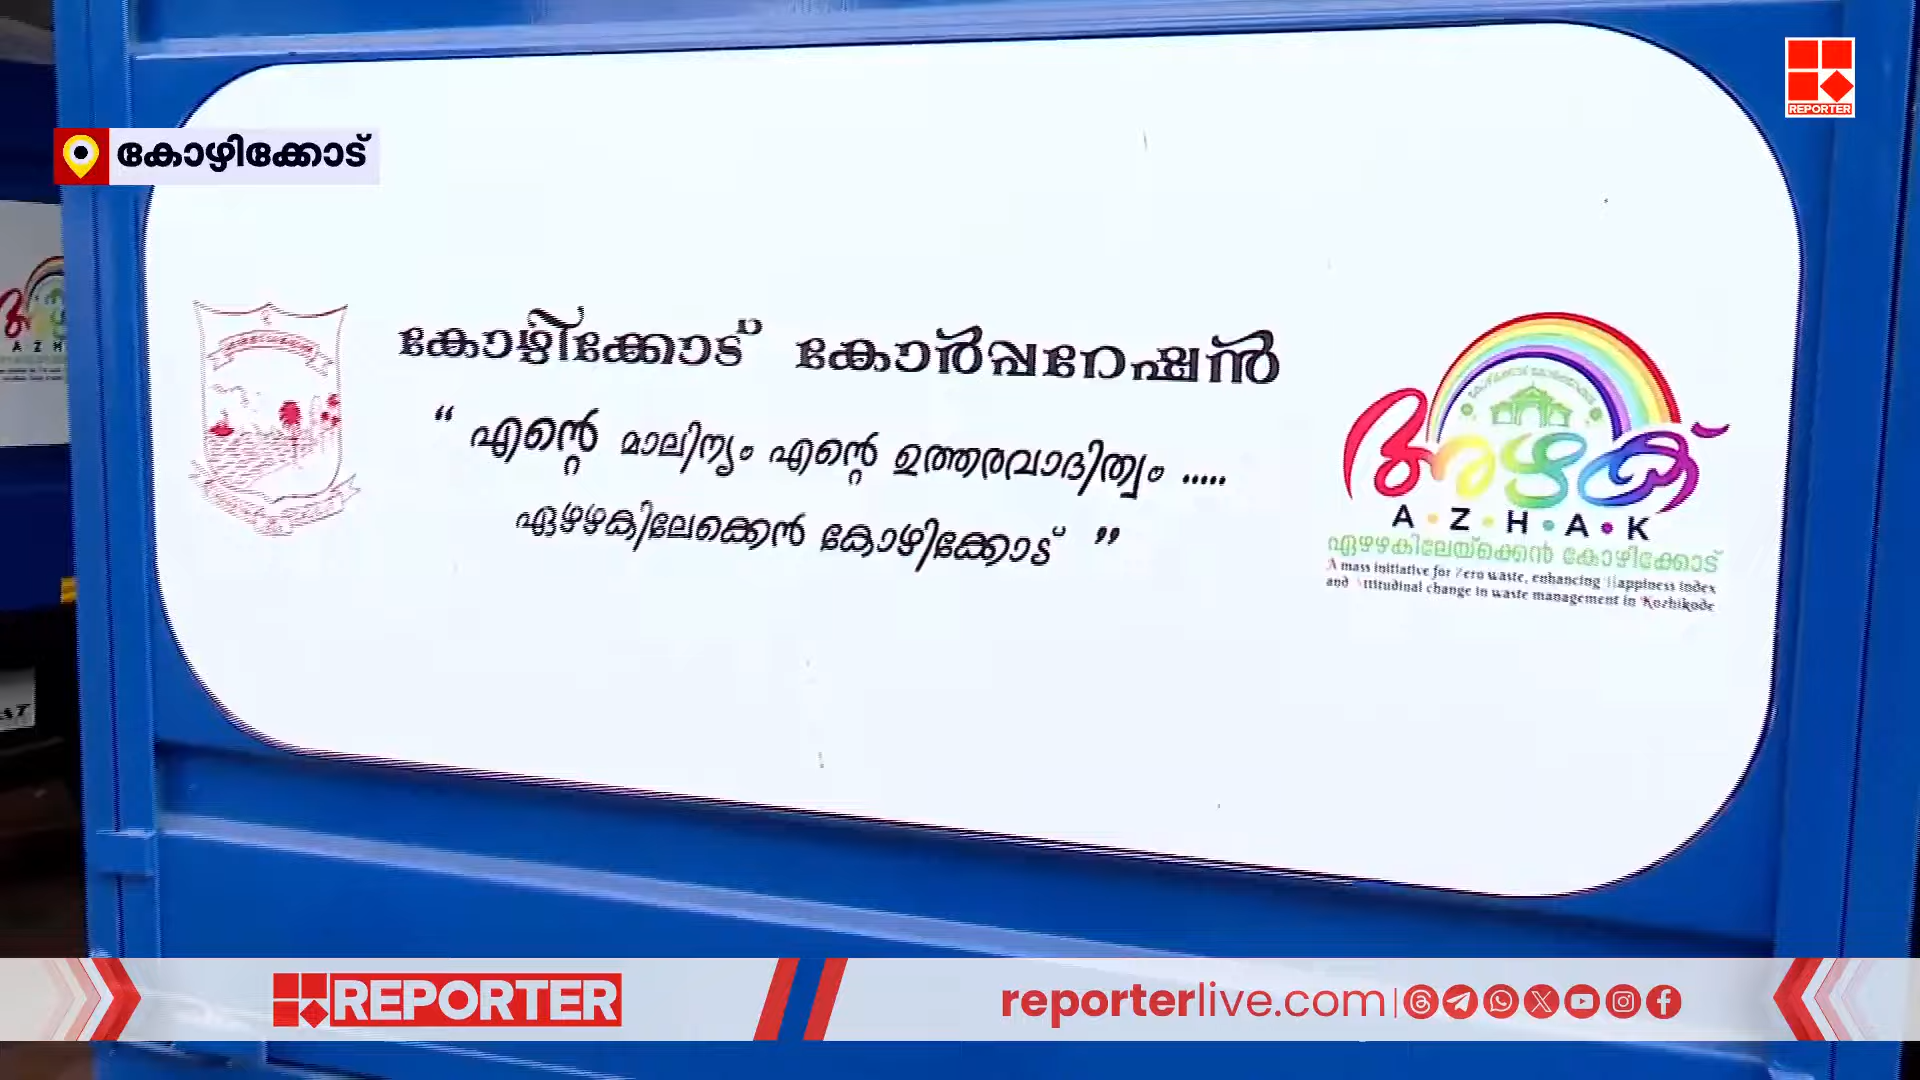 REPORTER
കോഴിക്കോട്
കോഴിക്കോട് കോർപ്പറേഷൻ
“ എന്റെ മാലിന്യം എന്റെ ഉത്തരവാദിത്വം .....
ഏഴഴകിലേക്കെൻ കോഴിക്കോട് ”
അഴക്
A Z H A K
ഏഴഴകിലേയ്ക്കെൻ കോഴിക്കോട്
A mass initiative for Zero waste, enhancing Happiness index
and Attitudinal change in waste management in Kozhikode
A Z H
REPORTER
reporterlive.com